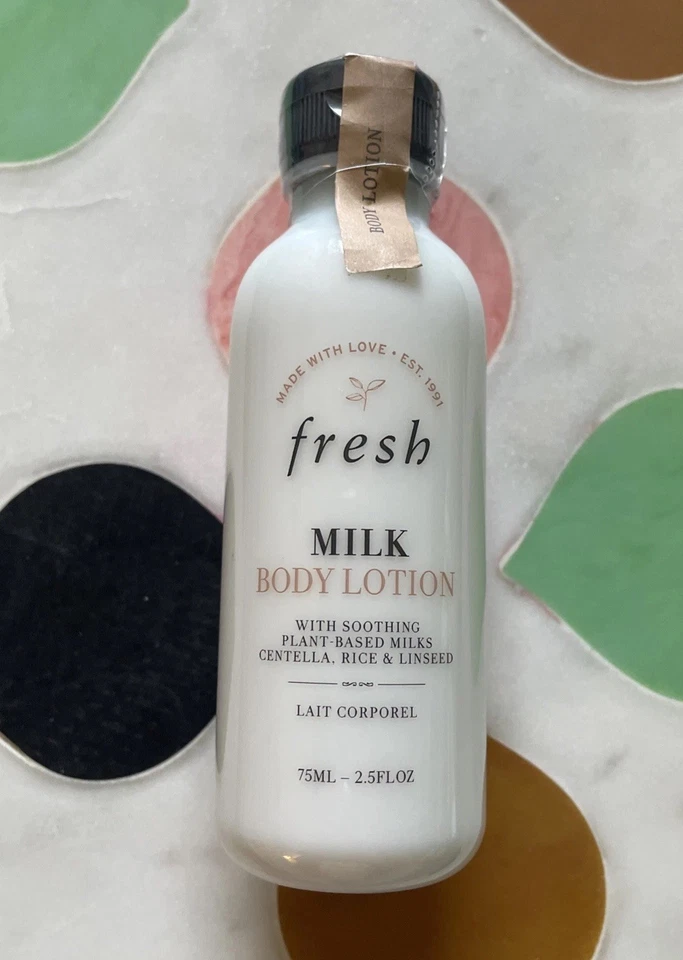 BODY LOTION
MADE WITH LOVE • EST. 1991
fresh
MILK
BODY LOTION
WITH SOOTHING
PLANT-BASED MILKS
CENTELLA, RICE & LINSEED
LAIT CORPOREL
75ML – 2.5FLOZ